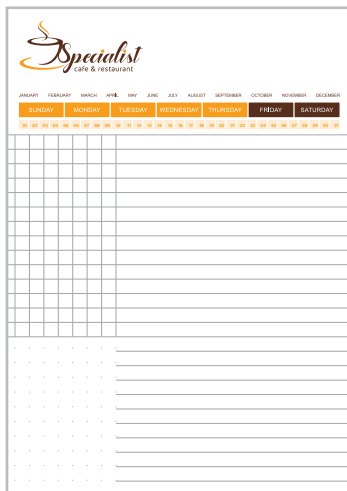 Specialist
cafe & restaurant
JANUARY FEBRUARY MARCH APRIL MAY JUNE JULY AUGUST SEPTEMBER OCTOBER NOVEMBER DECEMBER
SUNDAY MONDAY TUESDAY WEDNESDAY THURSDAY FRİDAY SATURDAY
01 02 03 04 05 06 07 08 09 10 11 12 13 14 15 16 17 18 19 20 21 22 23 24 25 26 27 28 29 30 31